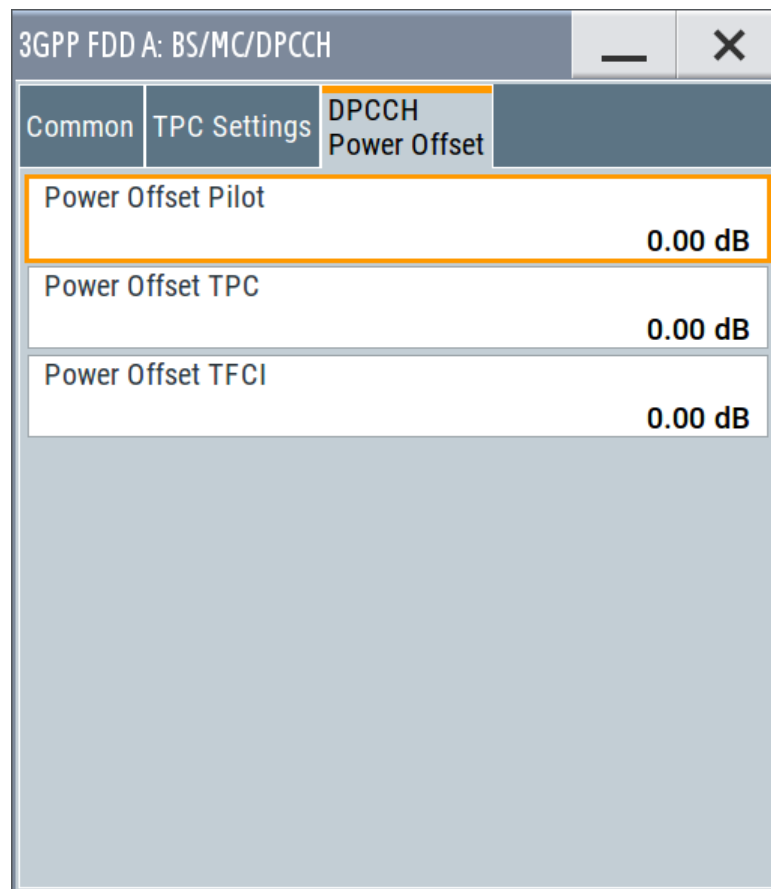 3GPP FDD A: BS/MC/DPCCH
Common
TPC Settings
DPCCH
Power Offset
Power Offset Pilot
0.00 dB
Power Offset TPC
0.00 dB
Power Offset TFCI
0.00 dB